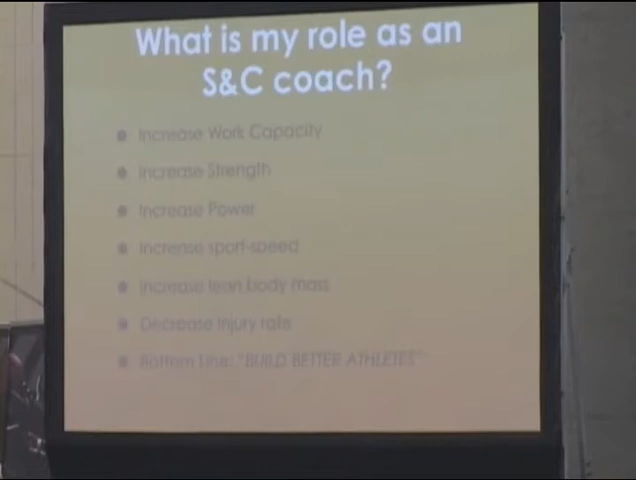 What is my role as an
S&C coach?
Increase Work Capacity
Increase Strength
Increase Power
Increase sport-speed
Increase lean body mass
Decrease injury rate
Bottom Line: "BUILD BETTER ATHLETES"